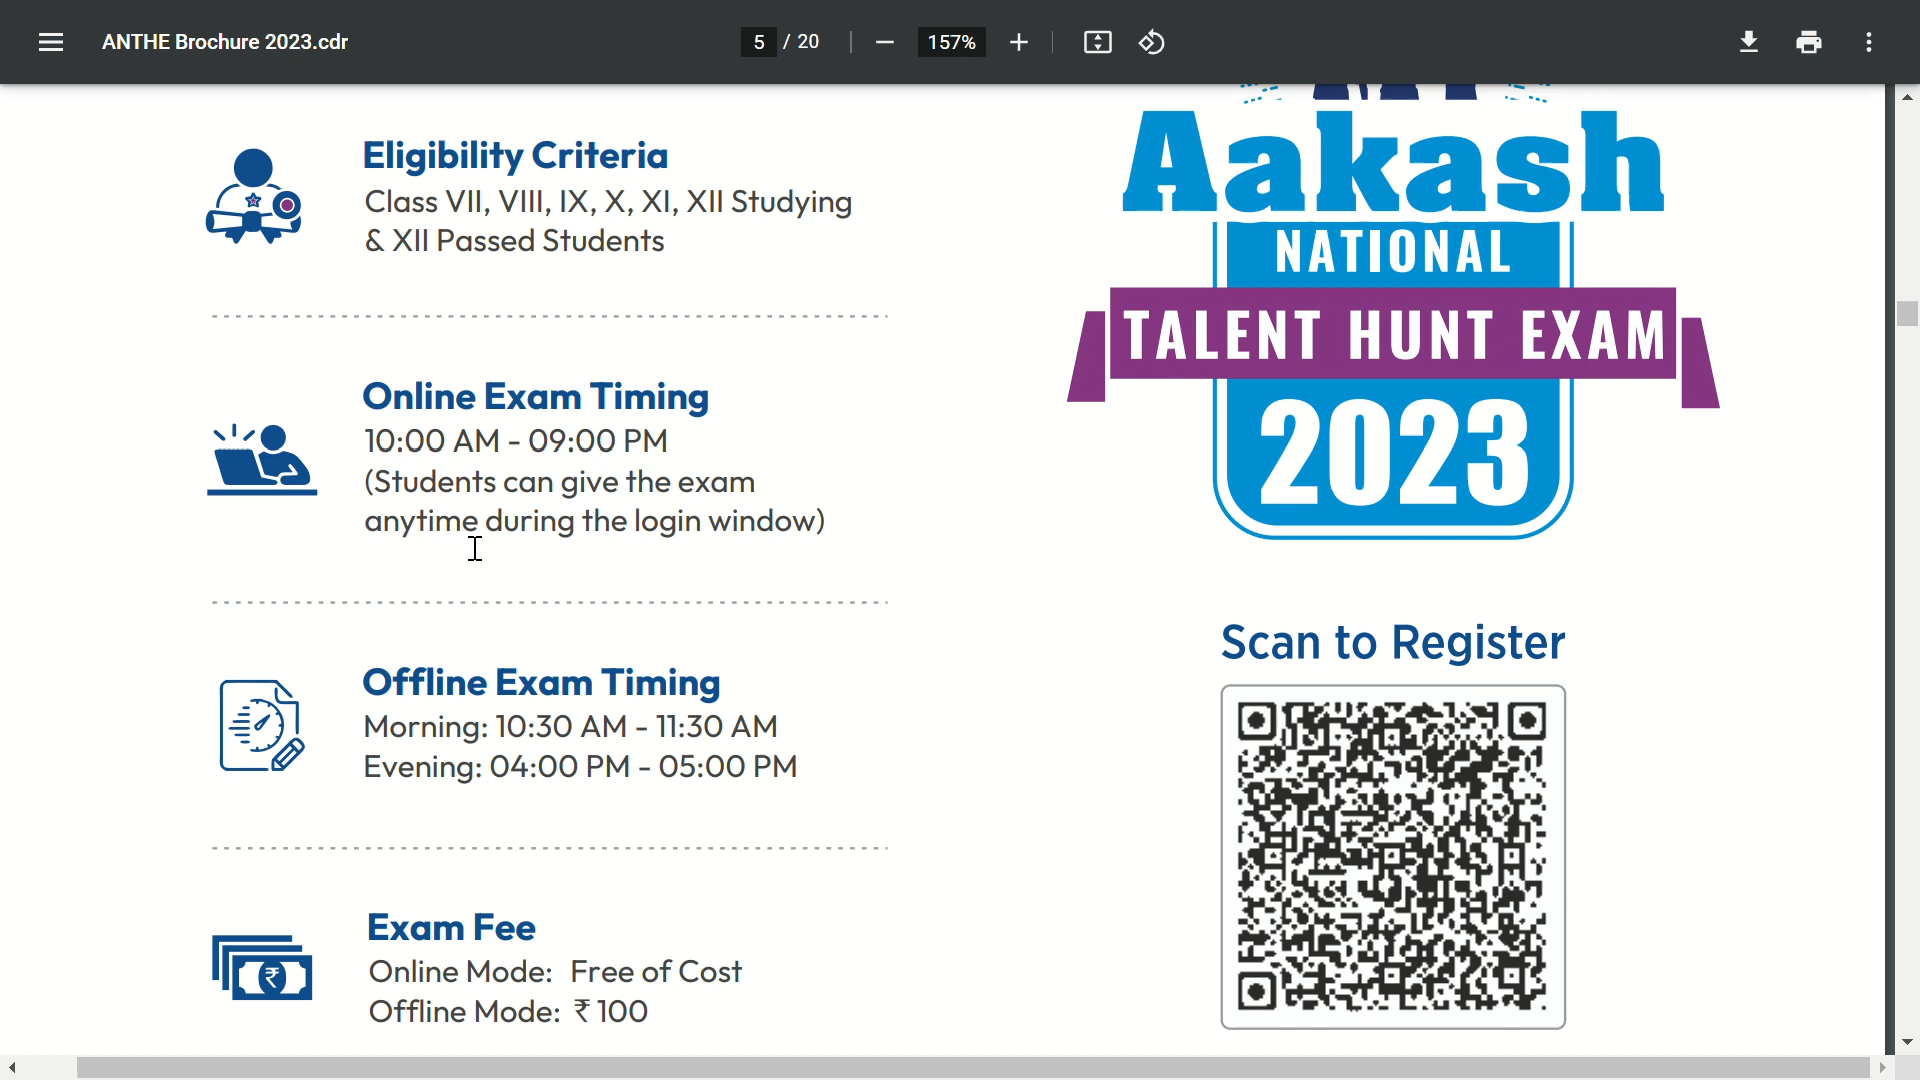 ANTHE Brochure 2023.cdr
5 / 20
157%
Eligibility Criteria
Class VII, VIII, IX, X, XI, XII Studying
& XII Passed Students
Online Exam Timing
10:00 AM - 09:00 PM
(Students can give the exam
anytime during the login window)
Offline Exam Timing
Morning: 10:30 AM - 11:30 AM
Evening: 04:00 PM - 05:00 PM
Exam Fee
Online Mode: Free of Cost
Offline Mode: ₹ 100
Aakash
NATIONAL
TALENT HUNT EXAM
2023
Scan to Register